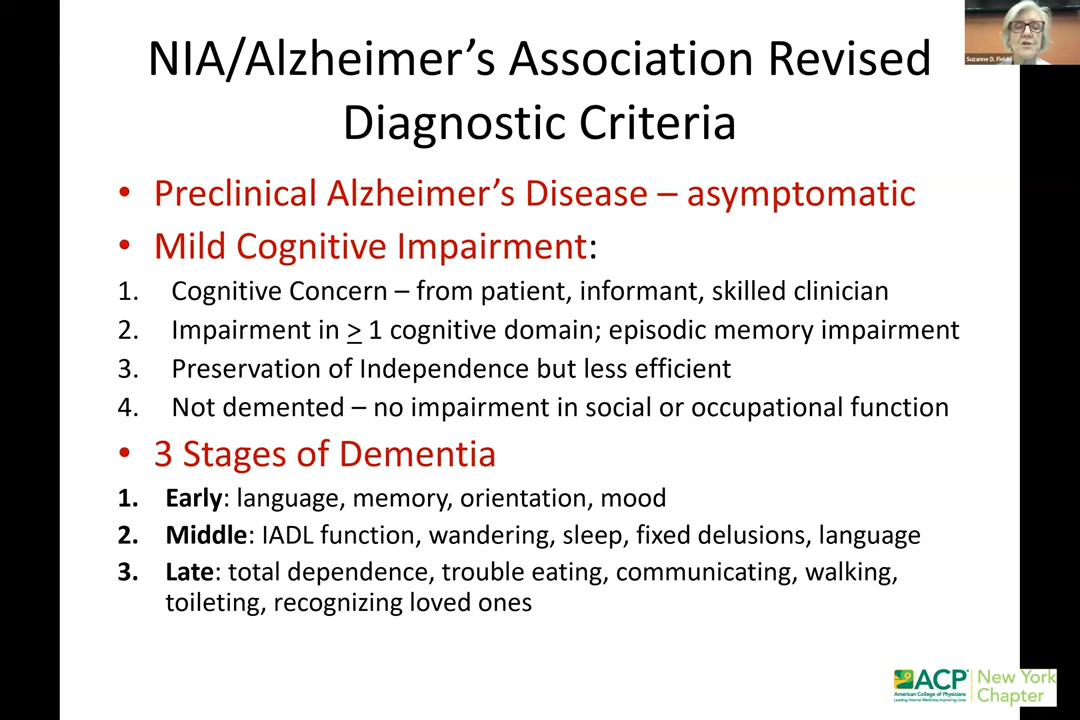 NIA/Alzheimer’s Association Revised
Diagnostic Criteria
• Preclinical Alzheimer’s Disease – asymptomatic
• Mild Cognitive Impairment:
1. Cognitive Concern – from patient, informant, skilled clinician
2. Impairment in ≥ 1 cognitive domain; episodic memory impairment
3. Preservation of Independence but less efficient
4. Not demented – no impairment in social or occupational function
• 3 Stages of Dementia
1. Early: language, memory, orientation, mood
2. Middle: IADL function, wandering, sleep, fixed delusions, language
3. Late: total dependence, trouble eating, communicating, walking,
toileting, recognizing loved ones
Suzanne D. Fields
ACP
American College of Physicians
Leading Internal Medicine, Improving Lives
New York
Chapter